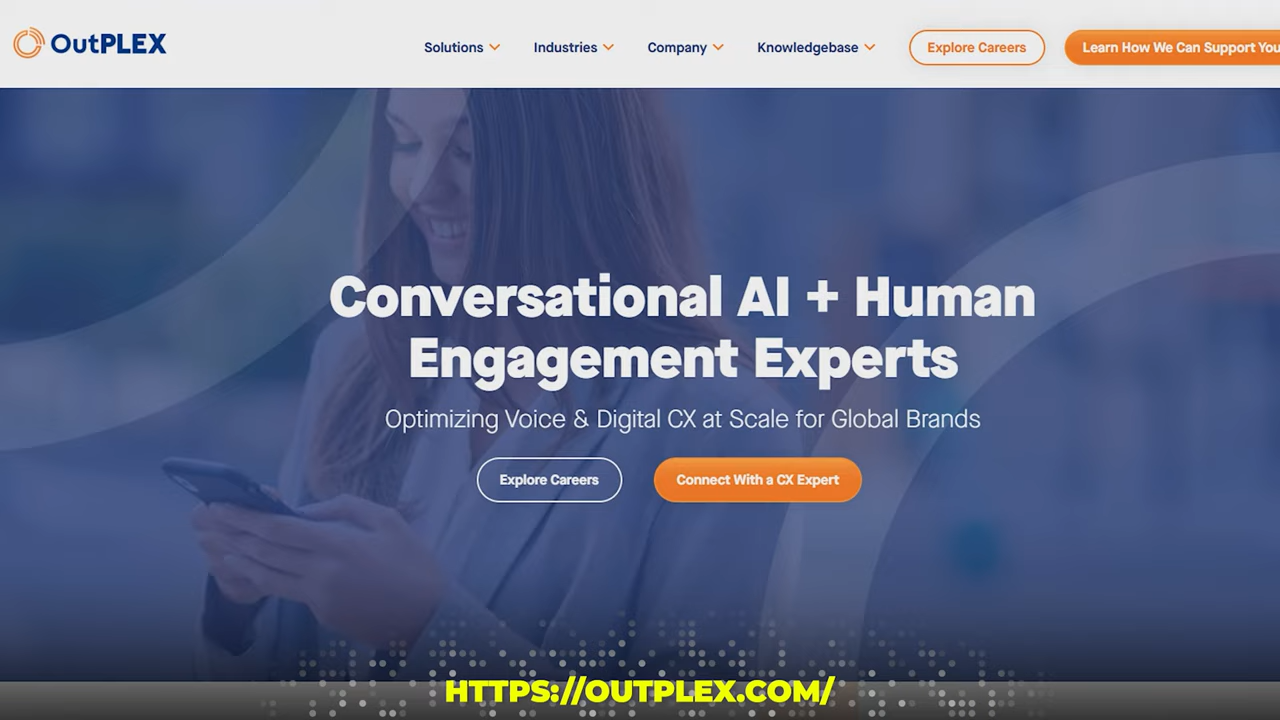 OutPLEX
Solutions
Industries
Company
Knowledgebase
Explore Careers
Learn How We Can Support You
Conversational AI + Human
Engagement Experts
Optimizing Voice & Digital CX at Scale for Global Brands
Explore Careers
Connect With a CX Expert
HTTPS://OUTPLEX.COM/